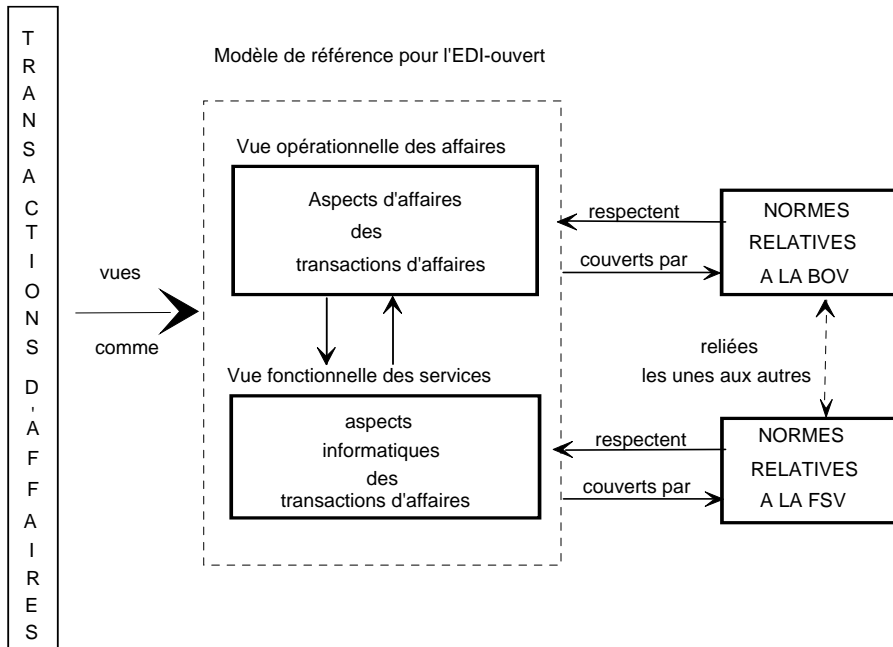 TRANSACTIONS D'AFFAIRES
Modèle de référence pour l'EDI-ouvert
vues
comme
Vue opérationnelle des affaires
Aspects d'affaires
des
transactions d'affaires
Vue fonctionnelle des services
aspects
informatiques
des
transactions d'affaires
respectent
couverts par
NORMES
RELATIVES
A LA BOV
reliées
les unes aux autres
respectent
couverts par
NORMES
RELATIVES
A LA FSV